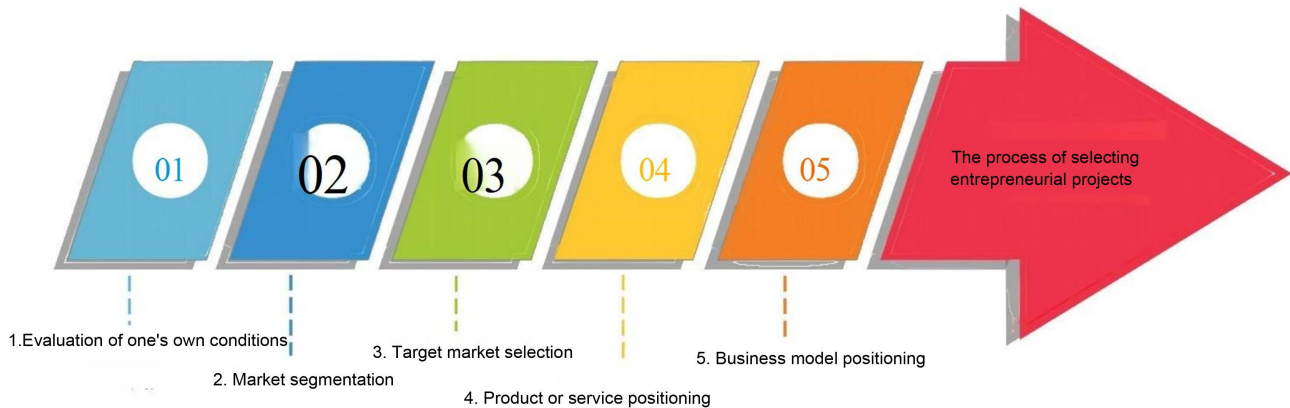 01
02
03
04
05
The process of selecting
entrepreneurial projects
1.Evaluation of one's own conditions
2. Market segmentation
3. Target market selection
4. Product or service positioning
5. Business model positioning